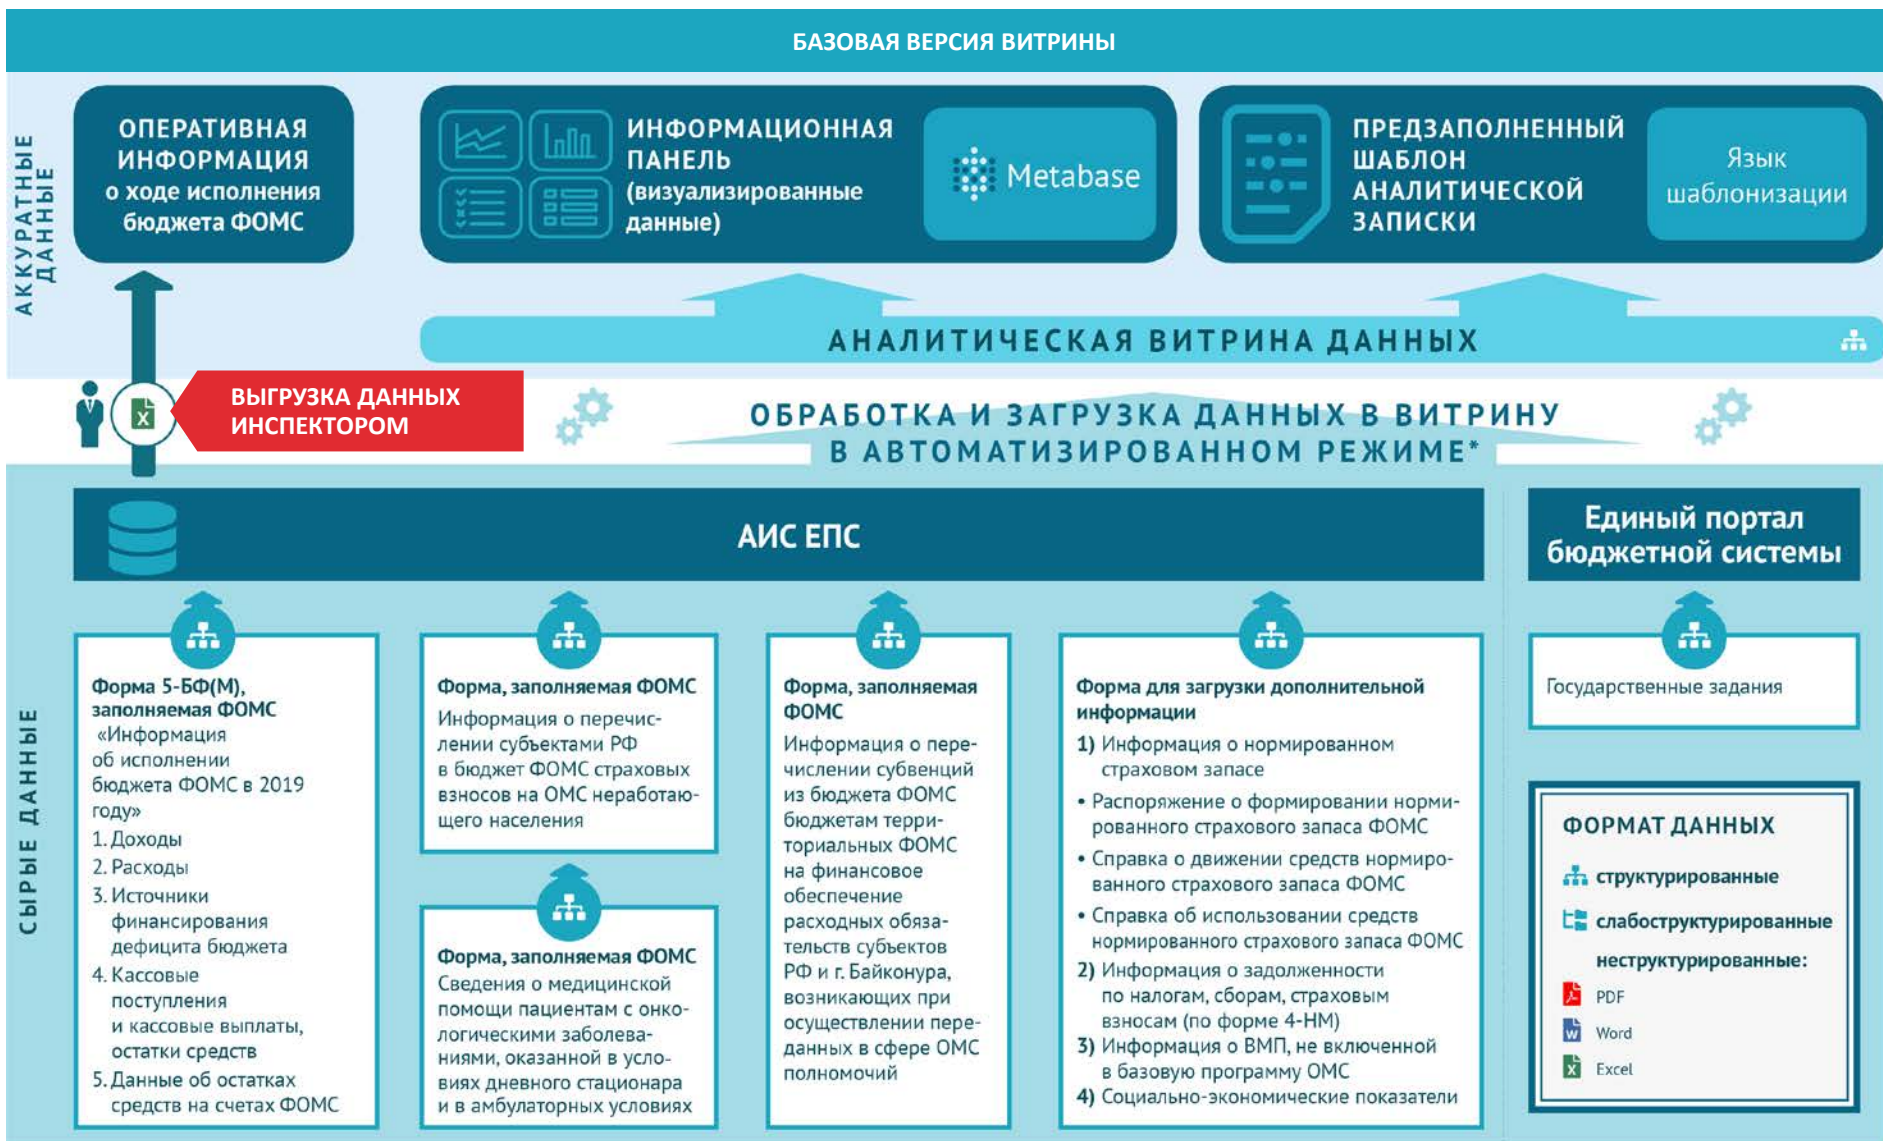 БАЗОВАЯ ВЕРСИЯ ВИТРИНЫ
АККУРАТНЫЕ
ДАННЫЕ
ОПЕРАТИВНАЯ
ИНФОРМАЦИЯ
о ходе исполнения
бюджета ФОМС
ИНФОРМАЦИОННАЯ
ПАНЕЛЬ
(визуализированные
данные)
Metabase
ПРЕДЗАПОЛНЕННЫЙ
ШАБЛОН
АНАЛИТИЧЕСКОЙ
ЗАПИСКИ
Язык
шаблонизации
АНАЛИТИЧЕСКАЯ ВИТРИНА ДАННЫХ
X
ВЫГРУЗКА ДАННЫХ
ИНСПЕКТОРОМ
ОБРАБОТКА И ЗАГРУЗКА ДАННЫХ В ВИТРИНУ
В АВТОМАТИЗИРОВАННОМ РЕЖИМЕ*
СЫРЫЕ ДАННЫЕ
АИС ЕПС
Единый портал
бюджетной системы
Форма 5-БФ(М),
заполняемая ФОМС
«Информация
об исполнении
бюджета ФОМС в 2019
году»
1. Доходы
2. Расходы
3. Источники
финансирования
дефицита бюджета
4. Кассовые
поступления
и кассовые выплаты,
остатки средств
5. Данные об остатках
средств на счетах ФОМС
Форма, заполняемая ФОМС
Информация о перечис-
лении субъектами РФ
в бюджет ФОМС страховых
взносов на ОМС неработаю-
щего населения
Форма, заполняемая ФОМС
Сведения о медицинской
помощи пациентам с онко-
логическими заболева-
ниями, оказанной в усло-
виях дневного стационара
и в амбулаторных условиях
Форма, заполняемая
ФОМС
Информация о пере-
числении субвенций
из бюджета ФОМС
бюджетам терри-
ториальных ФОМС
на финансовое
обеспечение
расходных обяза-
тельств субъектов
РФ и г. Байконура,
возникающих при
осуществлении пере-
данных в сфере ОМС
полномочий
Форма для загрузки дополнительной
информации
1) Информация о нормированном
страховом запасе
• Распоряжение о формировании норми-
рованного страхового запаса ФОМС
• Справка о движении средств нормиро-
ванного страхового запаса ФОМС
• Справка об использовании средств
нормированного страхового запаса ФОМС
2) Информация о задолженности
по налогам, сборам, страховым
взносам (по форме 4-НМ)
3) Информация о ВМП, не включенной
в базовую программу ОМС
4) Социально-экономические показатели
Государственные задания
ФОРМАТ ДАННЫХ
структурированные
слабоструктурированные
неструктурированные:
PDF
W Word
X Excel